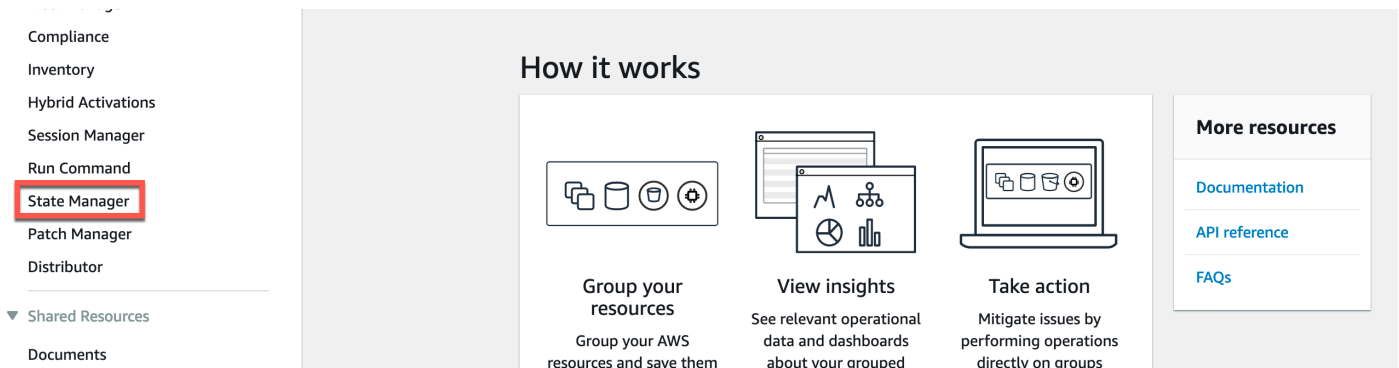 Compliance
Inventory
Hybrid Activations
Session Manager
Run Command
State Manager
Patch Manager
Distributor
Shared Resources
Documents
How it works
Group your
resources
Group your AWS
resources and save them
View insights
See relevant operational
data and dashboards
about your grouped
Take action
Mitigate issues by
performing operations
directly on groups
More resources
Documentation
API reference
FAQs